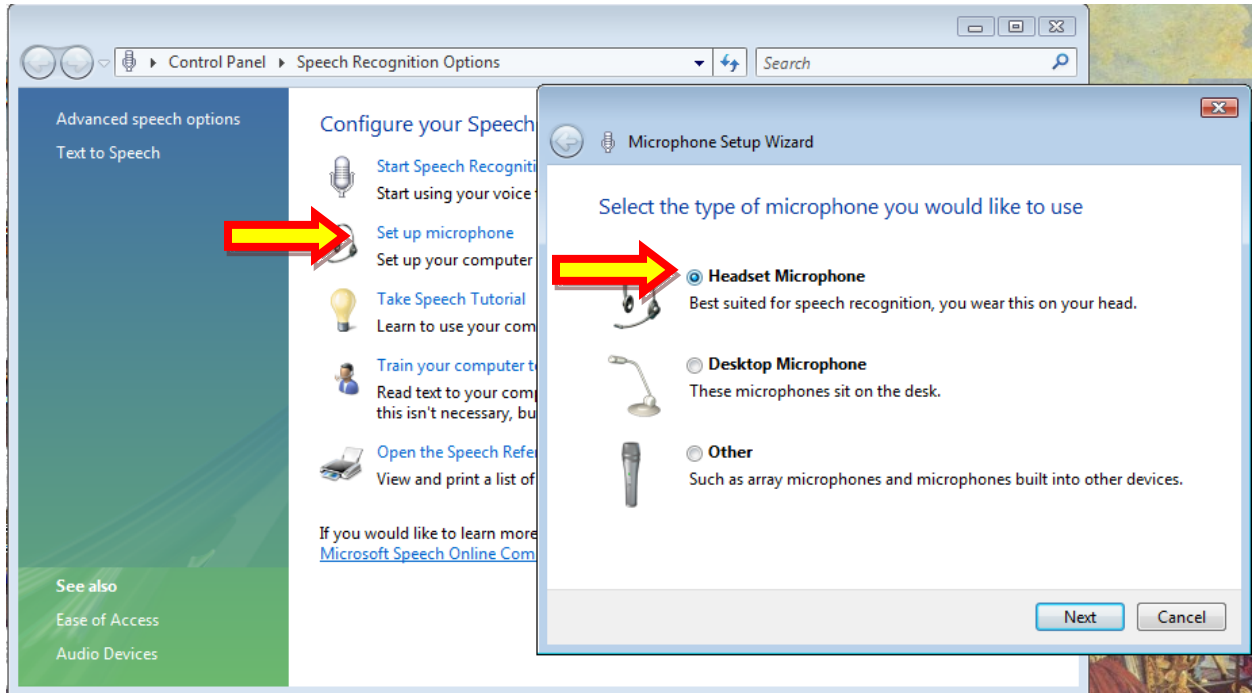 Control Panel Speech Recognition Options
Search
Advanced speech options
Text to Speech
Configure your Speech
Start Speech
Start using your voice
Set up microphone
Set up your computer
Take Speech Tutorial
Learn to use your
Train your computer
Read text to your
this isn't necessary,
Open the Speech
View and print a list of
If you would like to learn more
Microsoft Speech Online
See also
Ease of Access
Audio Devices
Microphone Setup Wizard
Select the type of microphone you would like to use
Headset Microphone
Best suited for speech recognition, you wear this on your head.
Desktop Microphone
These microphones sit on the desk.
Other
Such as array microphones and microphones built into other devices.
Next Cancel